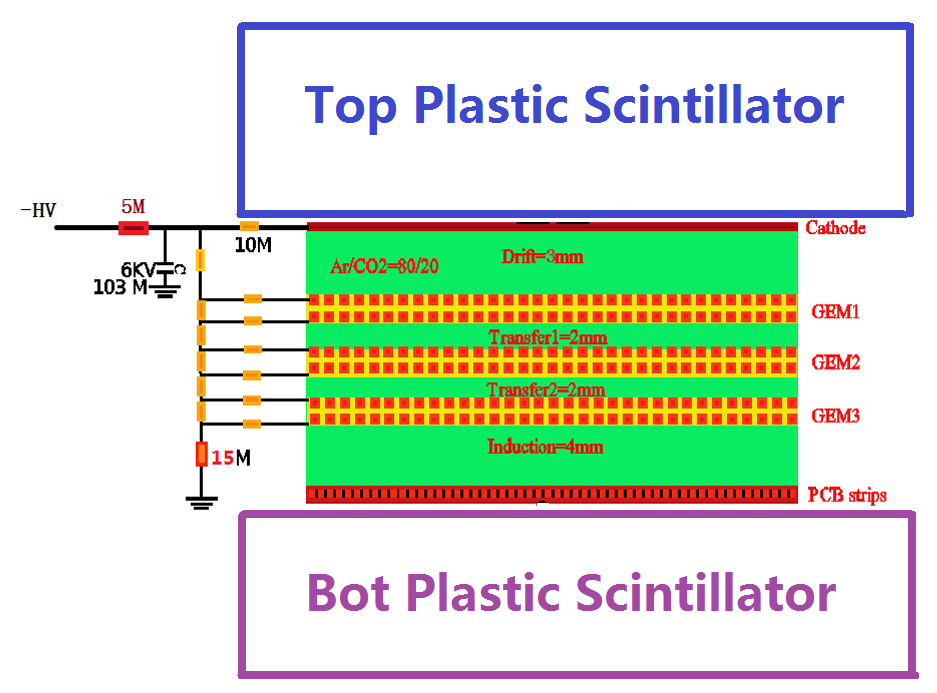 Top Plastic Scintillator
-HV
5M
10M
Cathode
Drift=3mm
Ar/CO2=80/20
6KV
C
103 M
GEM1
Transfer1=2mm
GEM2
Transfer2=2mm
GEM3
Induction=4mm
15M
PCB strips
Bot Plastic Scintillator